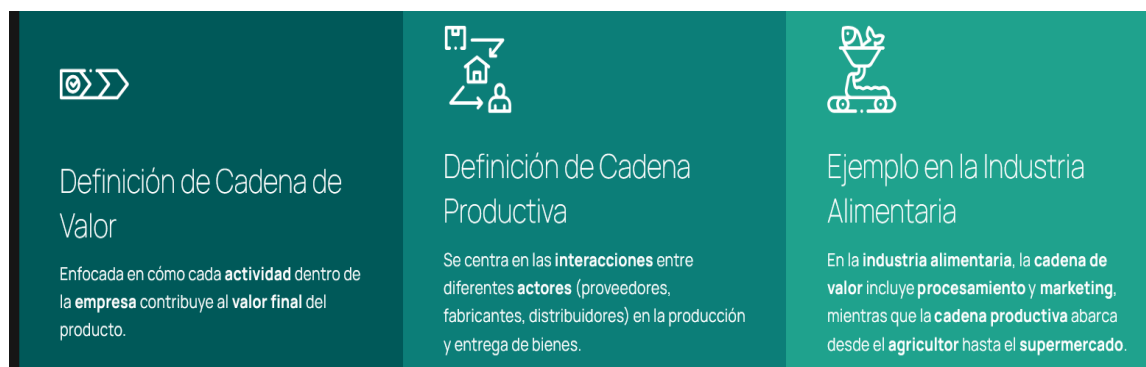 Definición de Cadena de
Valor
Enfocada en cómo cada actividad dentro de
la empresa contribuye al valor final del
producto.
Definición de Cadena
Productiva
Se centra en las interacciones entre
diferentes actores (proveedores,
fabricantes, distribuidores) en la producción
y entrega de bienes.
Ejemplo en la Industria
Alimentaria
En la industria alimentaria, la cadena de
valor incluye procesamiento y marketing,
mientras que la cadena productiva abarca
desde el agricultor hasta el supermercado.